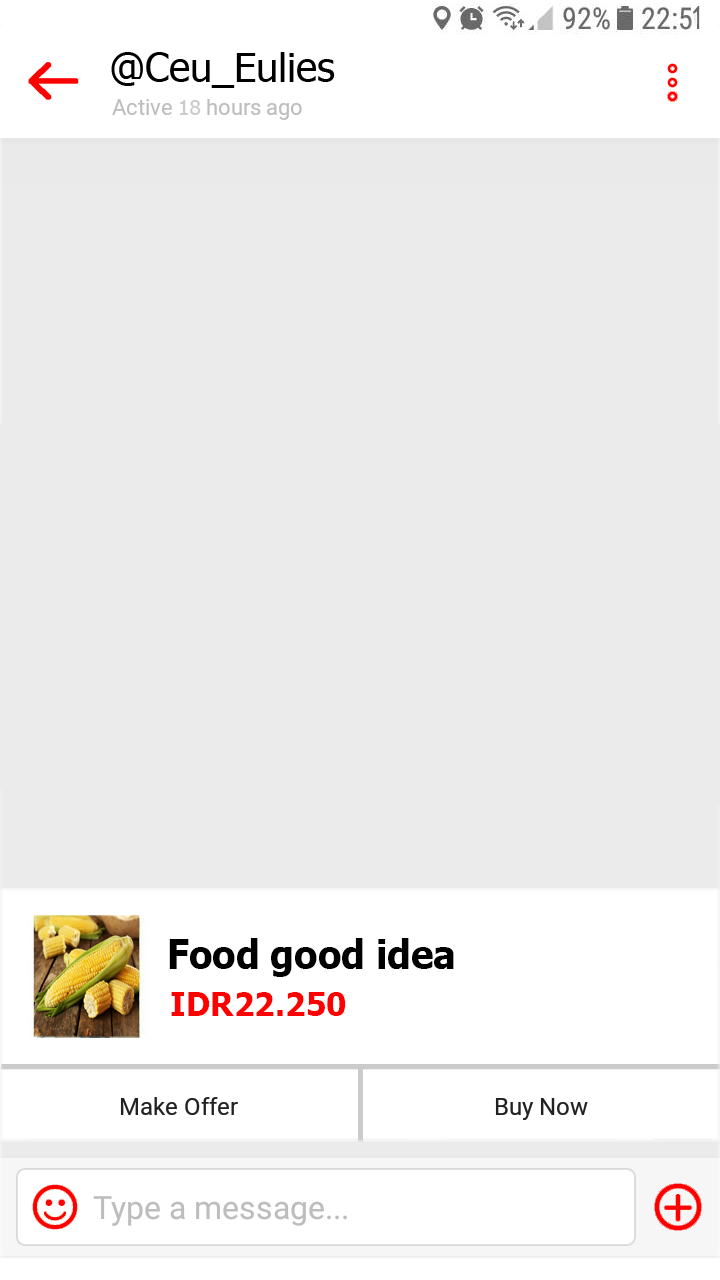 92% 22:51
@Ceu_Eulies
Active 18 hours ago
Food good idea
IDR22.250
Make Offer
Buy Now
Type a message...